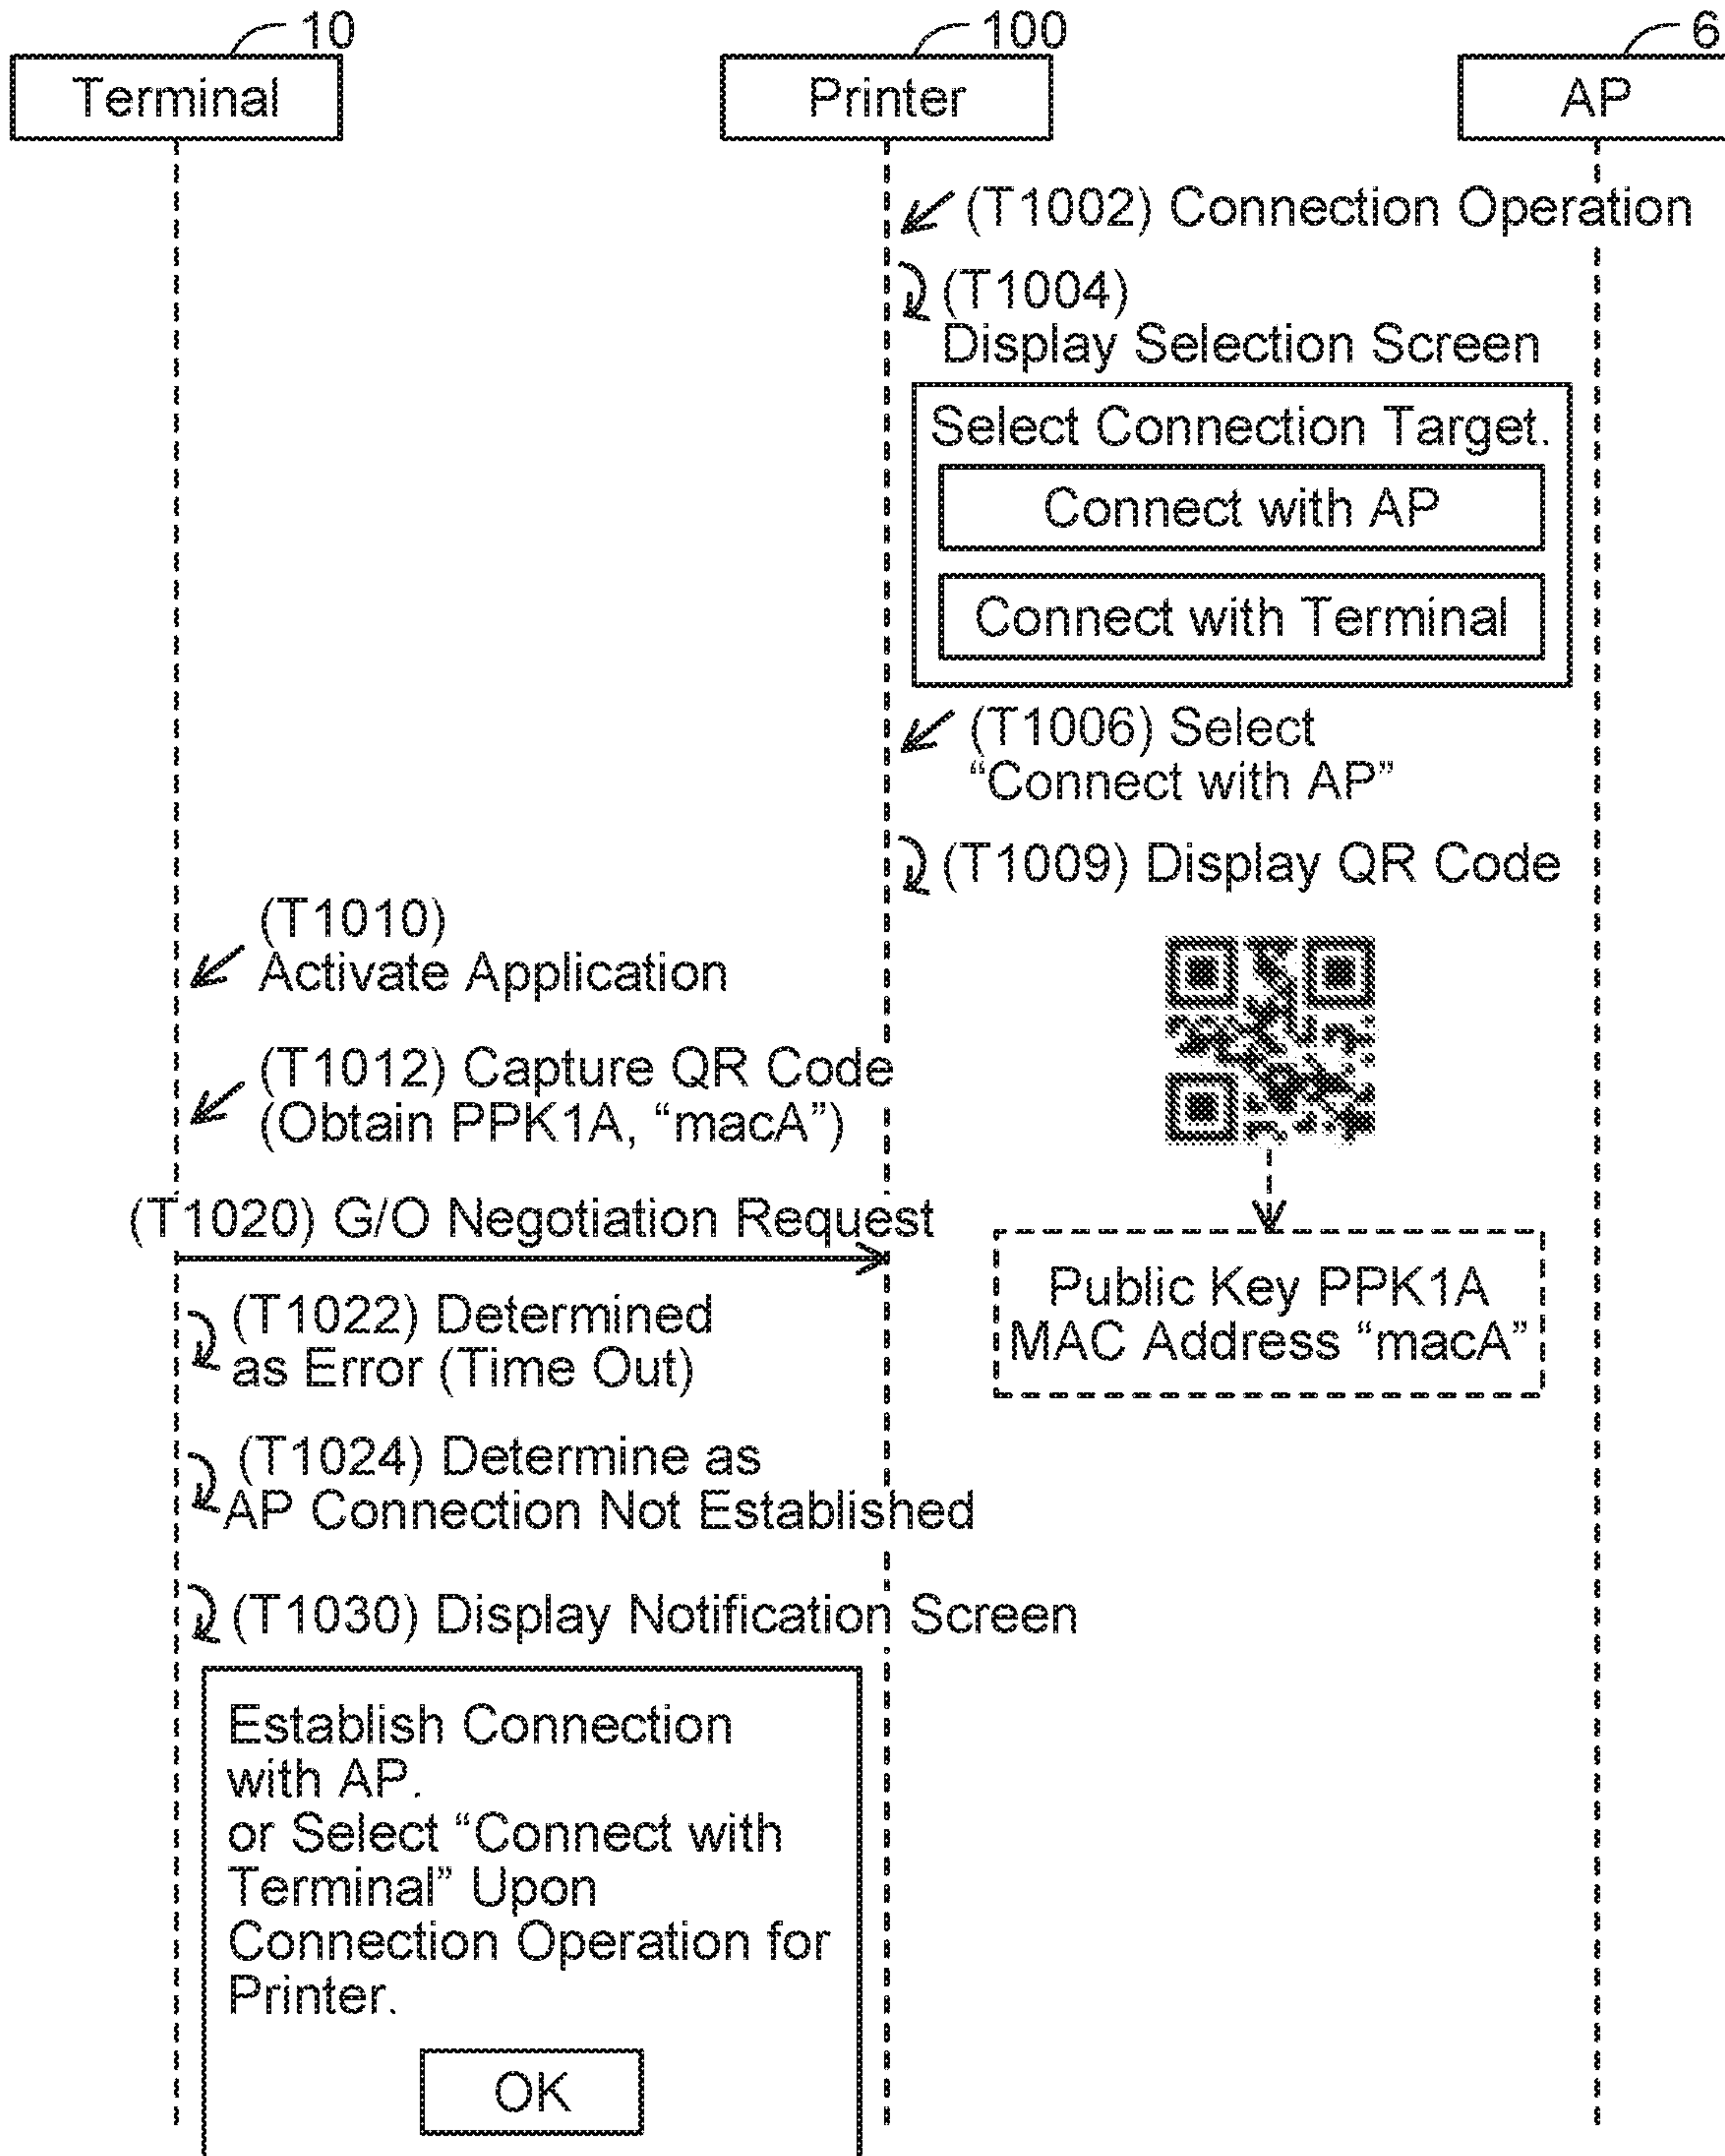 10
100
6
Terminal
Printer
AP
(T1002) Connection Operation
(T1004)
Display Selection Screen
Select Connection Target.
Connect with AP
Connect with Terminal
(T1006) Select
“Connect with AP”
(T1009) Display QR Code
(T1010)
Activate Application
(T1012) Capture QR Code
(Obtain PPK1A, “macA”)
(T1020) G/O Negotiation Request
Public Key PPK1A
MAC Address “macA”
(T1022) Determined
as Error (Time Out)
(T1024) Determine as
AP Connection Not Established
(T1030) Display Notification Screen
Establish Connection
with AP.
or Select “Connect with
Terminal” Upon
Connection Operation for
Printer.
OK